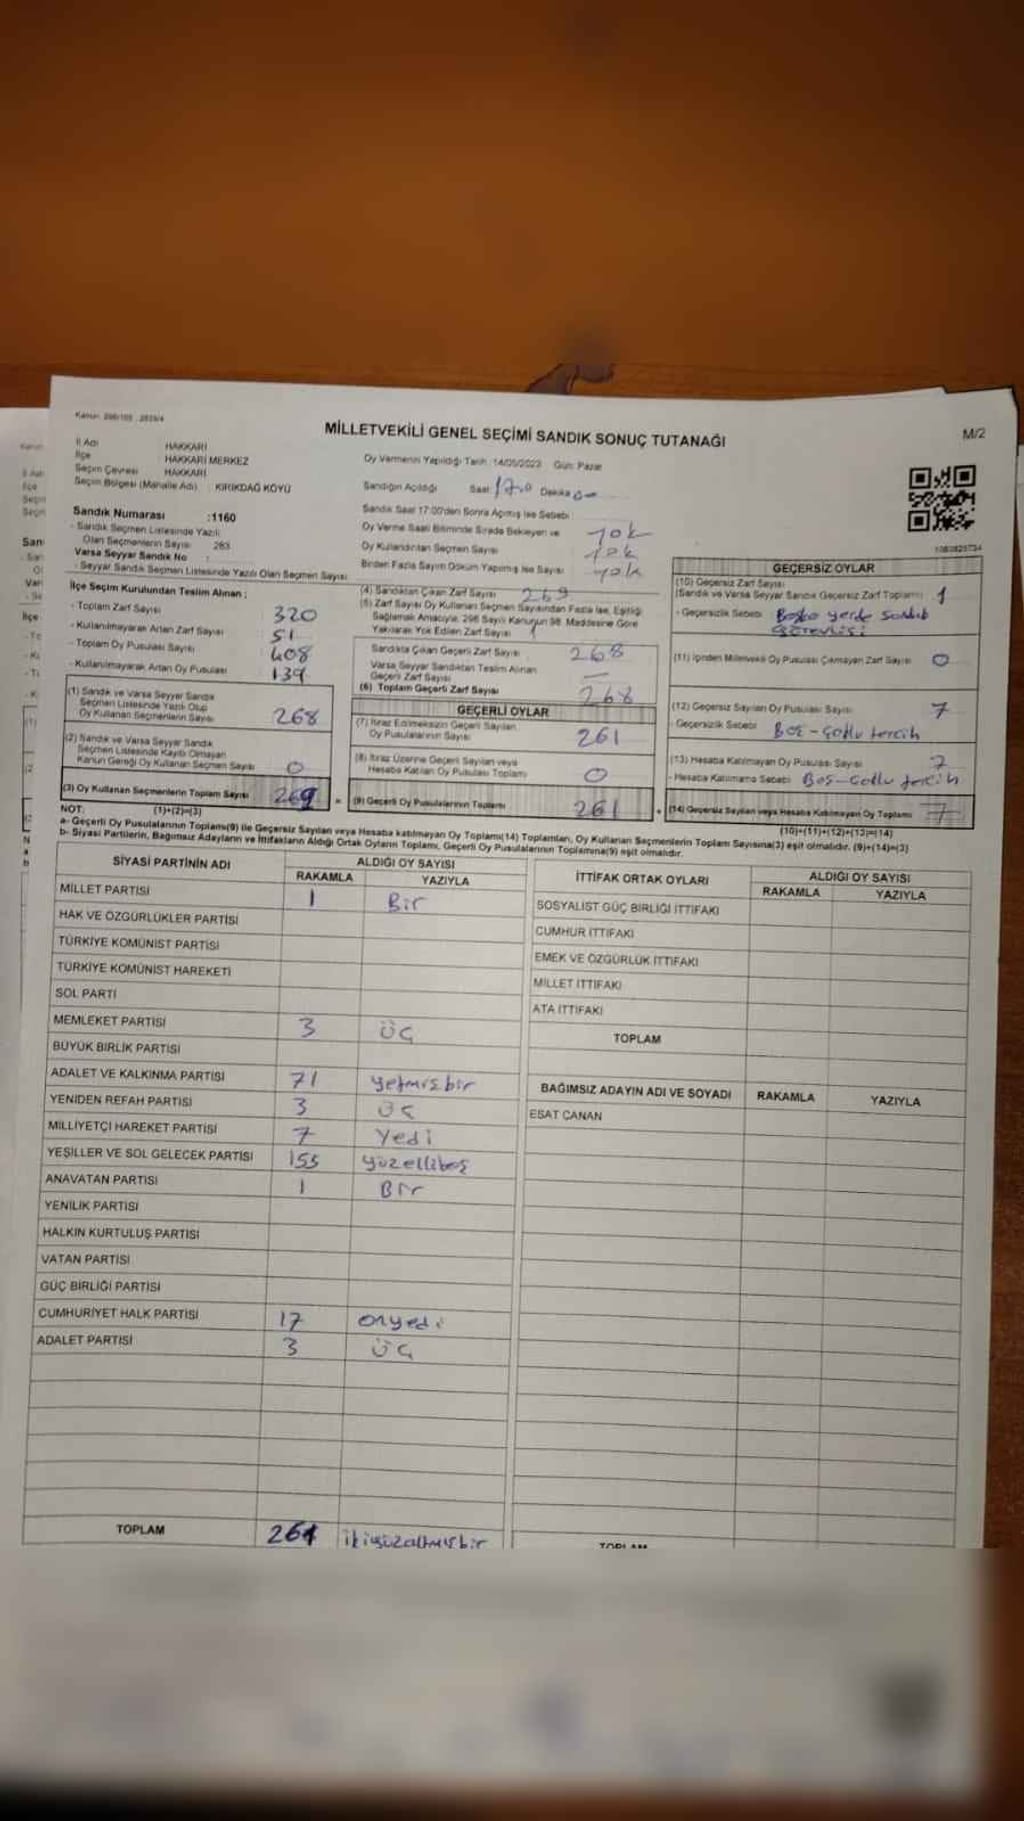 MİLLETVEKİLİ GENEL SEÇİMİ SANDIK SONUÇ TUTANAĞI
M/2
İl Adı HAKKARİ
İlçe HAKKARİ MERKEZ
Seçim Çevresi HAKKARİ
Seçim Bölgesi (Mahalle Adı) : KIRIKDAĞ KÖYÜ
Sandık Numarası :1160
- Sandık Seçmen Listesinde Yazılı
Olan Seçmenlerin Sayısı 283
Varsa Seyyar Sandık No :
- Seyyar Sandık Seçmen Listesinde Yazılı Olan Seçmen Sayısı
Oy Vermenin Yapıldığı Tarih :14/05/2023 Gün: Pazar
Sandığın Açıldığı Saat: 17.0 Dakika 00
Sandık Saat 17:00'den Sonra Açmış İse Sebebi :
Oy Verme Saati Bitiminde Sırada Bekleyen ve yok
Oy Kullandırılan Seçmen Sayısı yok
Birden Fazla Sayım Döküm Yapılmış İse Sayısı yok
İlçe Seçim Kurulundan Teslim Alınan :
- Toplam Zarf Sayısı 320
- Kullanılmayarak Artan Zarf Sayısı 51
- Toplam Oy Pusulası Sayısı 408
- Kullanılmayarak Artan Oy Pusulası 139
(1) Sandık ve Varsa Seyyar Sandık
Seçmen Listesinde Yazılı Olup
Oy Kullanan Seçmenlerin Sayısı 268
(2) Sandık ve Varsa Seyyar Sandık
Seçmen Listesinde Kayıtlı Olmayan
Kanun Gereği Oy Kullanan Seçmen Sayısı 0
(3) Oy Kullanan Seçmenlerin Toplam Sayısı 269
(4) Sandıktan Çıkan Zarf Sayısı 269
(5) Zarf Sayısı Oy Kullanan Seçmen Sayısından Fazla İse, Eşitliği
Sağlamak Amacıyla, 298 Sayılı Kanunun 98. Maddesine Göre
Yakılarak Yok Edilen Zarf Sayısı 1
Sandıkta Çıkan Geçerli Zarf Sayısı 268
Varsa Seyyar Sandıktan Teslim Alınan
Geçerli Zarf Sayısı —
(6) Toplam Geçerli Zarf Sayısı 268
GEÇERLİ OYLAR
(7) İtiraz Edilmeksizin Geçerli Sayılan
Oy Pusulalarının Sayısı 261
(8) İtiraz Üzerine Geçerli Sayılan veya
Hesaba Katılan Oy Pusulası Toplamı 0
(9) Geçerli Oy Pusulalarının Toplamı 261
GEÇERSİZ OYLAR
(10) Geçersiz Zarf Sayısı
(Sandık ve Varsa Seyyar Sandık Geçersiz Zarf Toplamı) 1
- Geçersizlik Sebebi Başka yerde sandık
görevlisi
(11) İçinden Milletvekili Oy Pusulası Çıkmayan Zarf Sayısı 0
(12) Geçersiz Sayılan Oy Pusulası Sayısı 7
- Geçersizlik Sebebi Boş - Çoklu tercih
(13) Hesaba Katılmayan Oy Pusulası Sayısı 7
- Hesaba Katılmama Sebebi Boş-Çoklu tercih
(14) Geçersiz Sayılan veya Hesaba Katılmayan Oy Toplamı 7
NOT: (1)+(2)=(3)
(10)+(11)+(12)+(13)=(14)
a- Geçerli Oy Pusulalarının Toplamı(9) ile Geçersiz Sayılan veya Hesaba katılmayan Oy Toplamı(14) Toplamları, Oy Kullanan Seçmenlerin Toplam Sayısına(3) eşit olmalıdır. (9)+(14)=(3)
b- Siyasi Partilerin, Bağımsız Adayların ve İttifakların Aldığı Ortak Oyların Toplamı, Geçerli Oy Pusulalarının Toplamına(9) eşit olmalıdır.
SİYASİ PARTİNİN ADI ALDIĞI OY SAYISI
RAKAMLA YAZIYLA
MİLLET PARTİSİ 1 Bir
HAK VE ÖZGÜRLÜKLER PARTİSİ
TÜRKİYE KOMÜNİST PARTİSİ
TÜRKİYE KOMÜNİST HAREKETİ
SOL PARTİ
MEMLEKET PARTİSİ 3 Üç
BÜYÜK BİRLİK PARTİSİ
ADALET VE KALKINMA PARTİSİ 71 yetmişbir
YENİDEN REFAH PARTİSİ 3 Üç
MİLLİYETÇİ HAREKET PARTİSİ 7 Yedi
YEŞİLLER VE SOL GELECEK PARTİSİ 155 yüzellibeş
ANAVATAN PARTİSİ 1 Bir
YENİLİK PARTİSİ
HALKIN KURTULUŞ PARTİSİ
VATAN PARTİSİ
GÜÇ BİRLİĞİ PARTİSİ
CUMHURİYET HALK PARTİSİ 17 onyedi
ADALET PARTİSİ 3 Üç
TOPLAM 261 ikiyüzaltmışbir
İTTİFAK ORTAK OYLARI ALDIĞI OY SAYISI
RAKAMLA YAZIYLA
SOSYALİST GÜÇ BİRLİĞİ İTTİFAKI
CUMHUR İTTİFAKI
EMEK VE ÖZGÜRLÜK İTTİFAKI
MİLLET İTTİFAKI
ATA İTTİFAKI
TOPLAM
BAĞIMSIZ ADAYIN ADI VE SOYADI RAKAMLA YAZIYLA
ESAT CANAN
TOPLAM